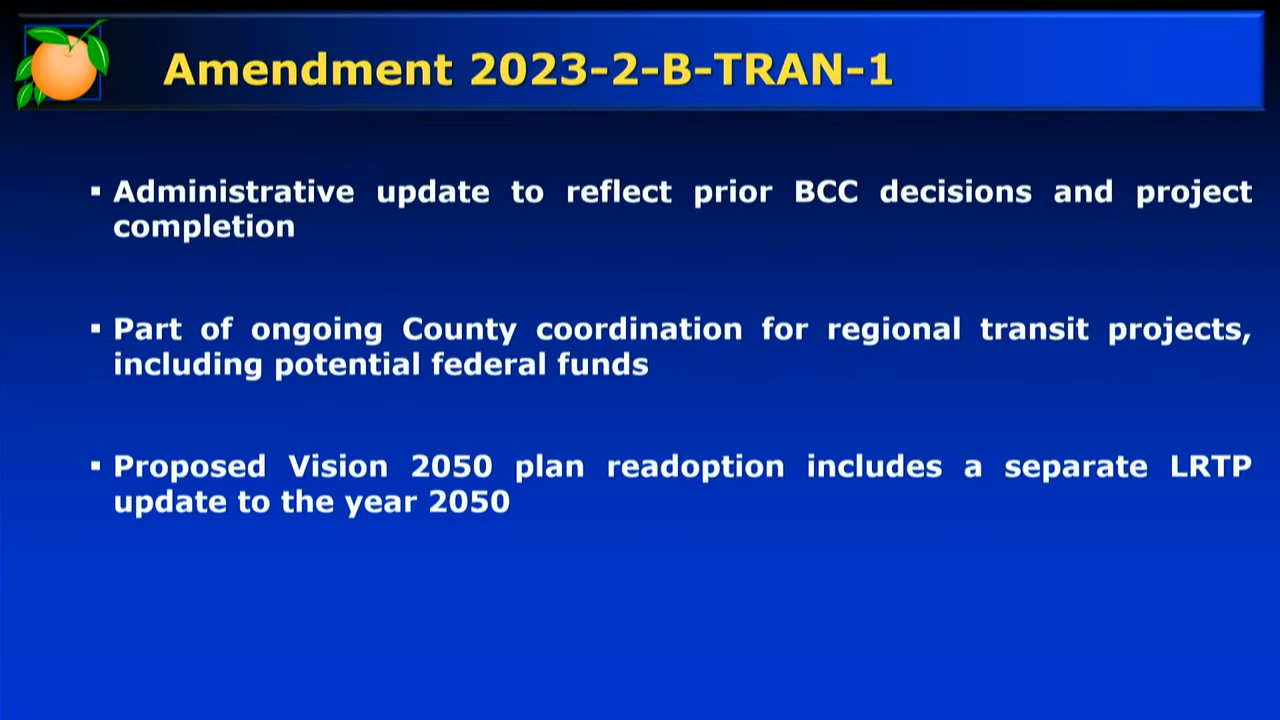 Amendment 2023-2-B-TRAN-1
▪ Administrative update to reflect prior BCC decisions and project
completion
▪ Part of ongoing County coordination for regional transit projects,
including potential federal funds
▪ Proposed Vision 2050 plan readoption includes a separate LRTP
update to the year 2050